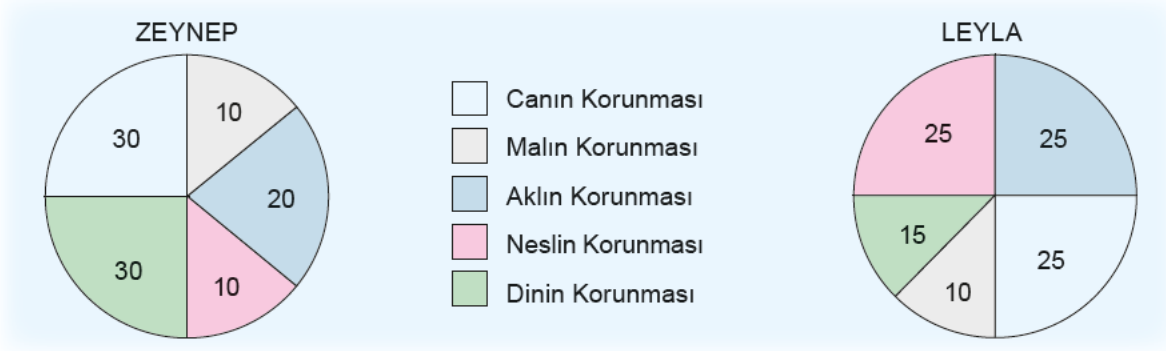 ZEYNEP
30
10
20
30
10
Canın Korunması
Malın Korunması
Aklın Korunması
Neslin Korunması
Dinin Korunması
LEYLA
25
25
15
10
25